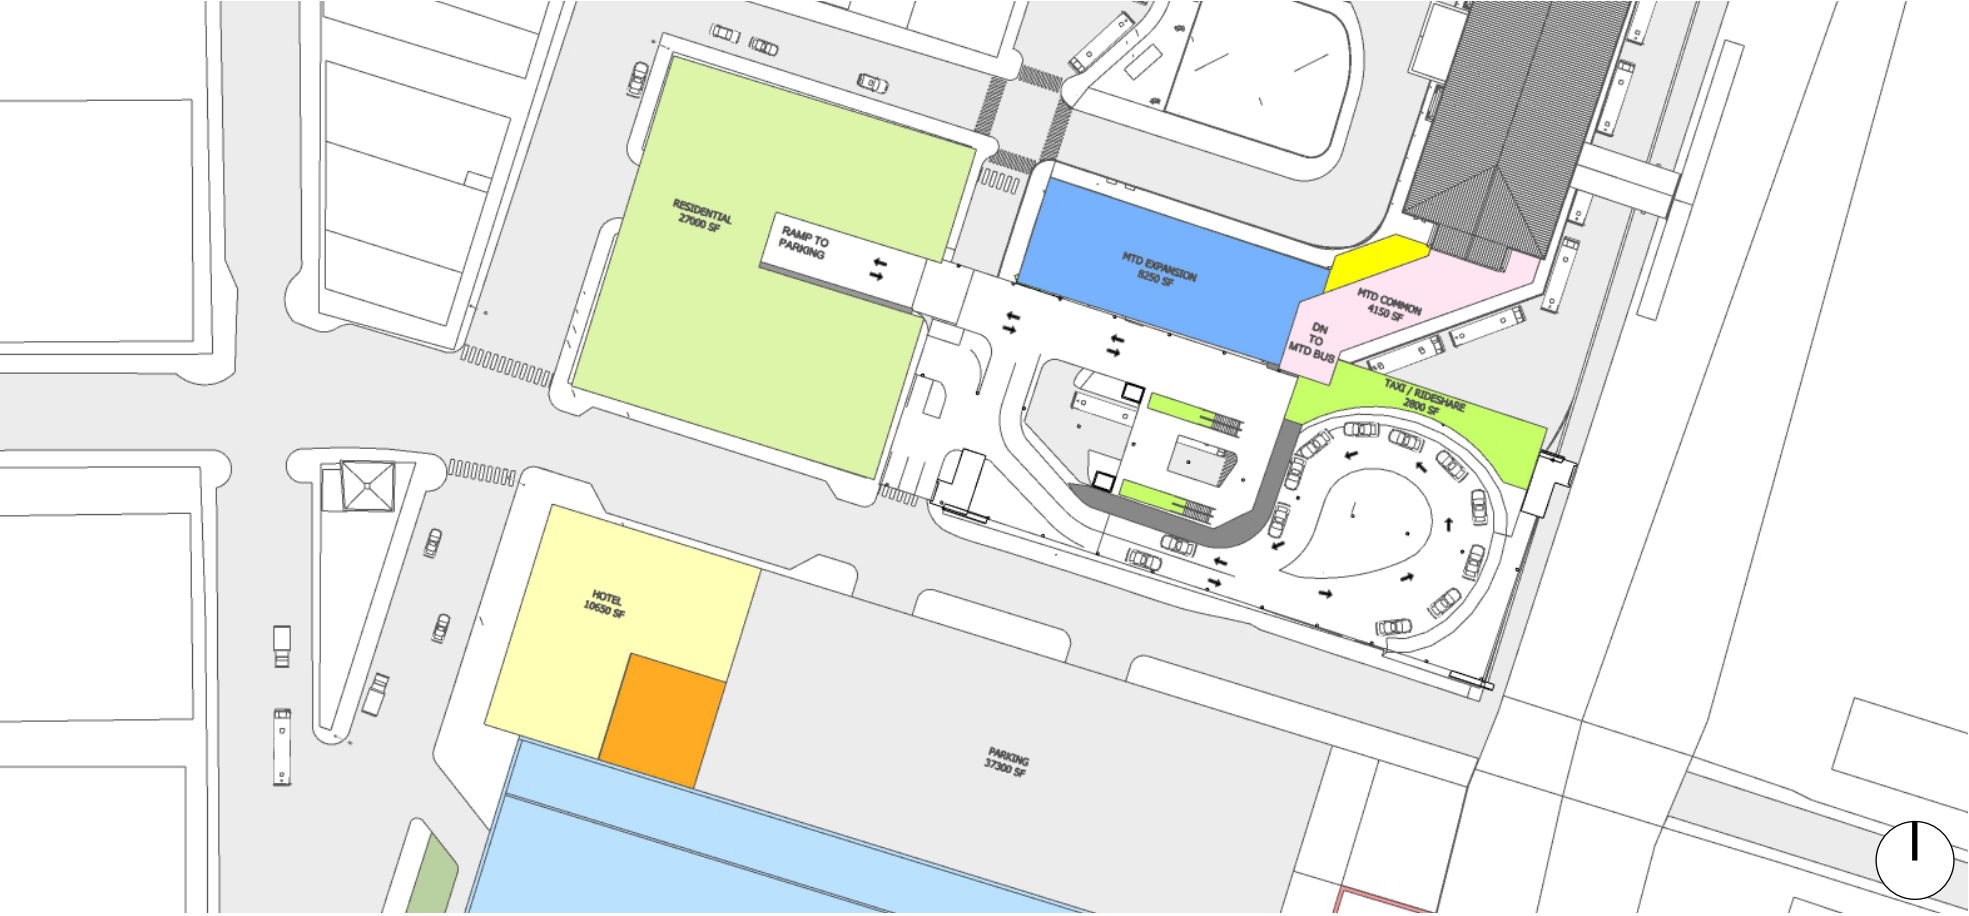 RESIDENTIAL
27000 SF
RAMP TO
PARKING
MTD EXPANSION
8250 SF
MTD COMMON
4150 SF
DN
TO
MTD BUS
TAXI / RIDESHARE
2800 SF
HOTEL
10650 SF
PARKING
37300 SF